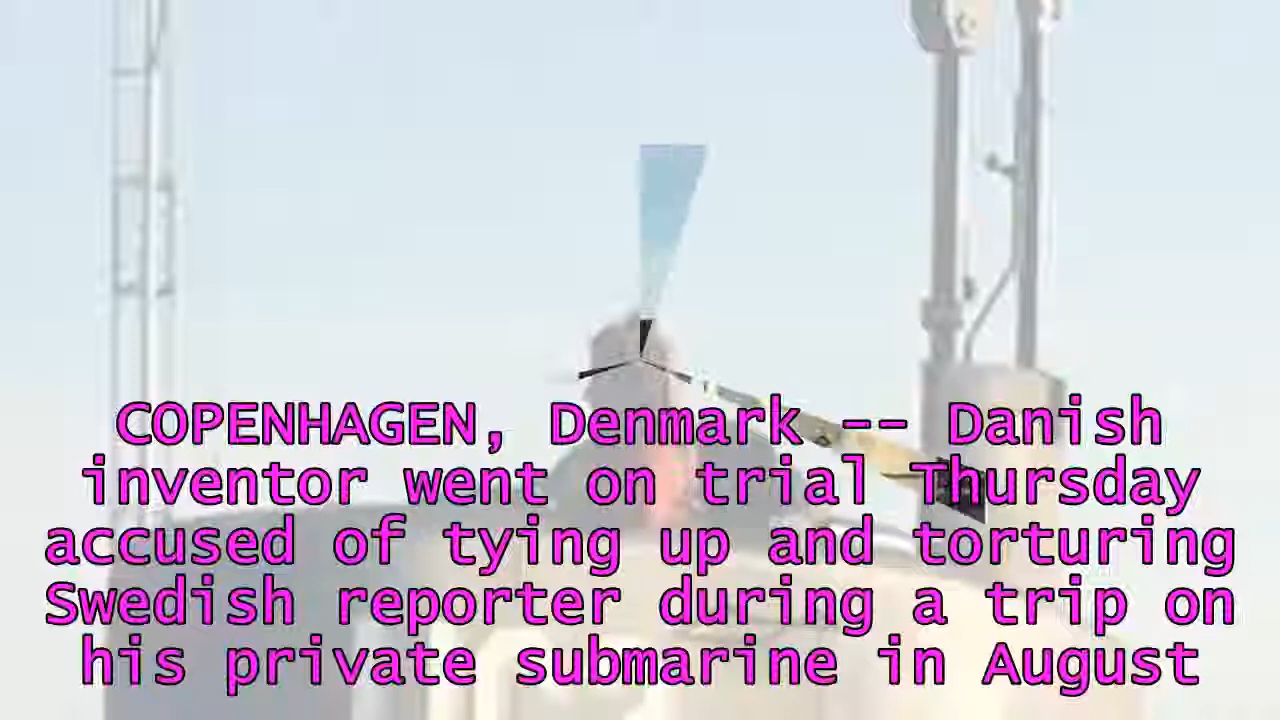 COPENHAGEN, Denmark -- Danish
inventor went on trial Thursday
accused of tying up and torturing
Swedish reporter during a trip on
his private submarine in August